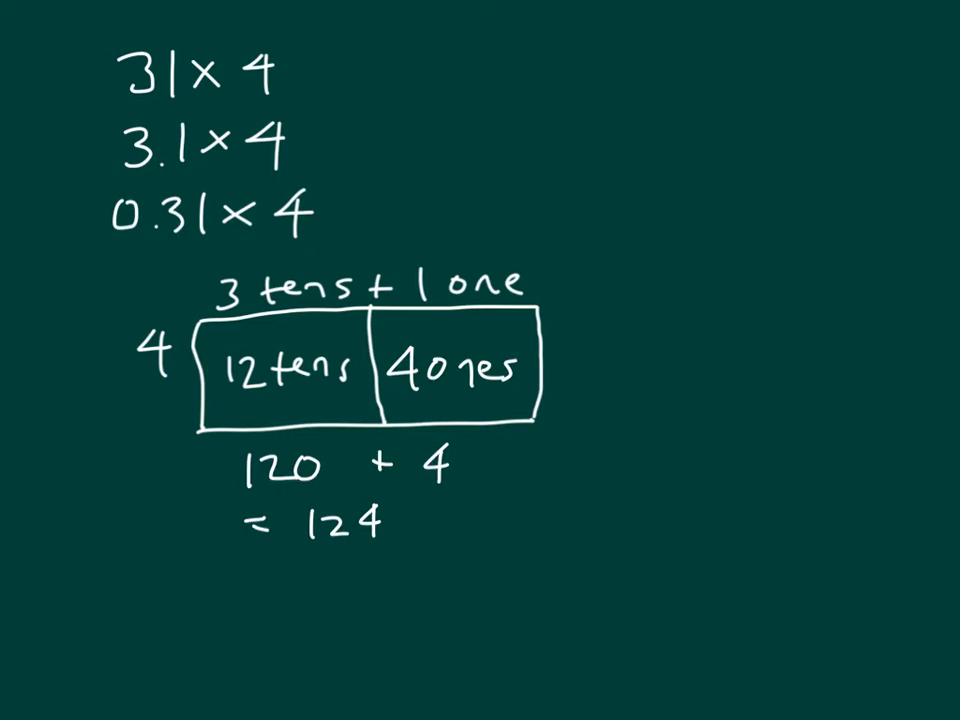 31 × 4
3.1 × 4
0.31 × 4
3 tens + 1 one
4 12 tens 4 ones
120 + 4
= 124